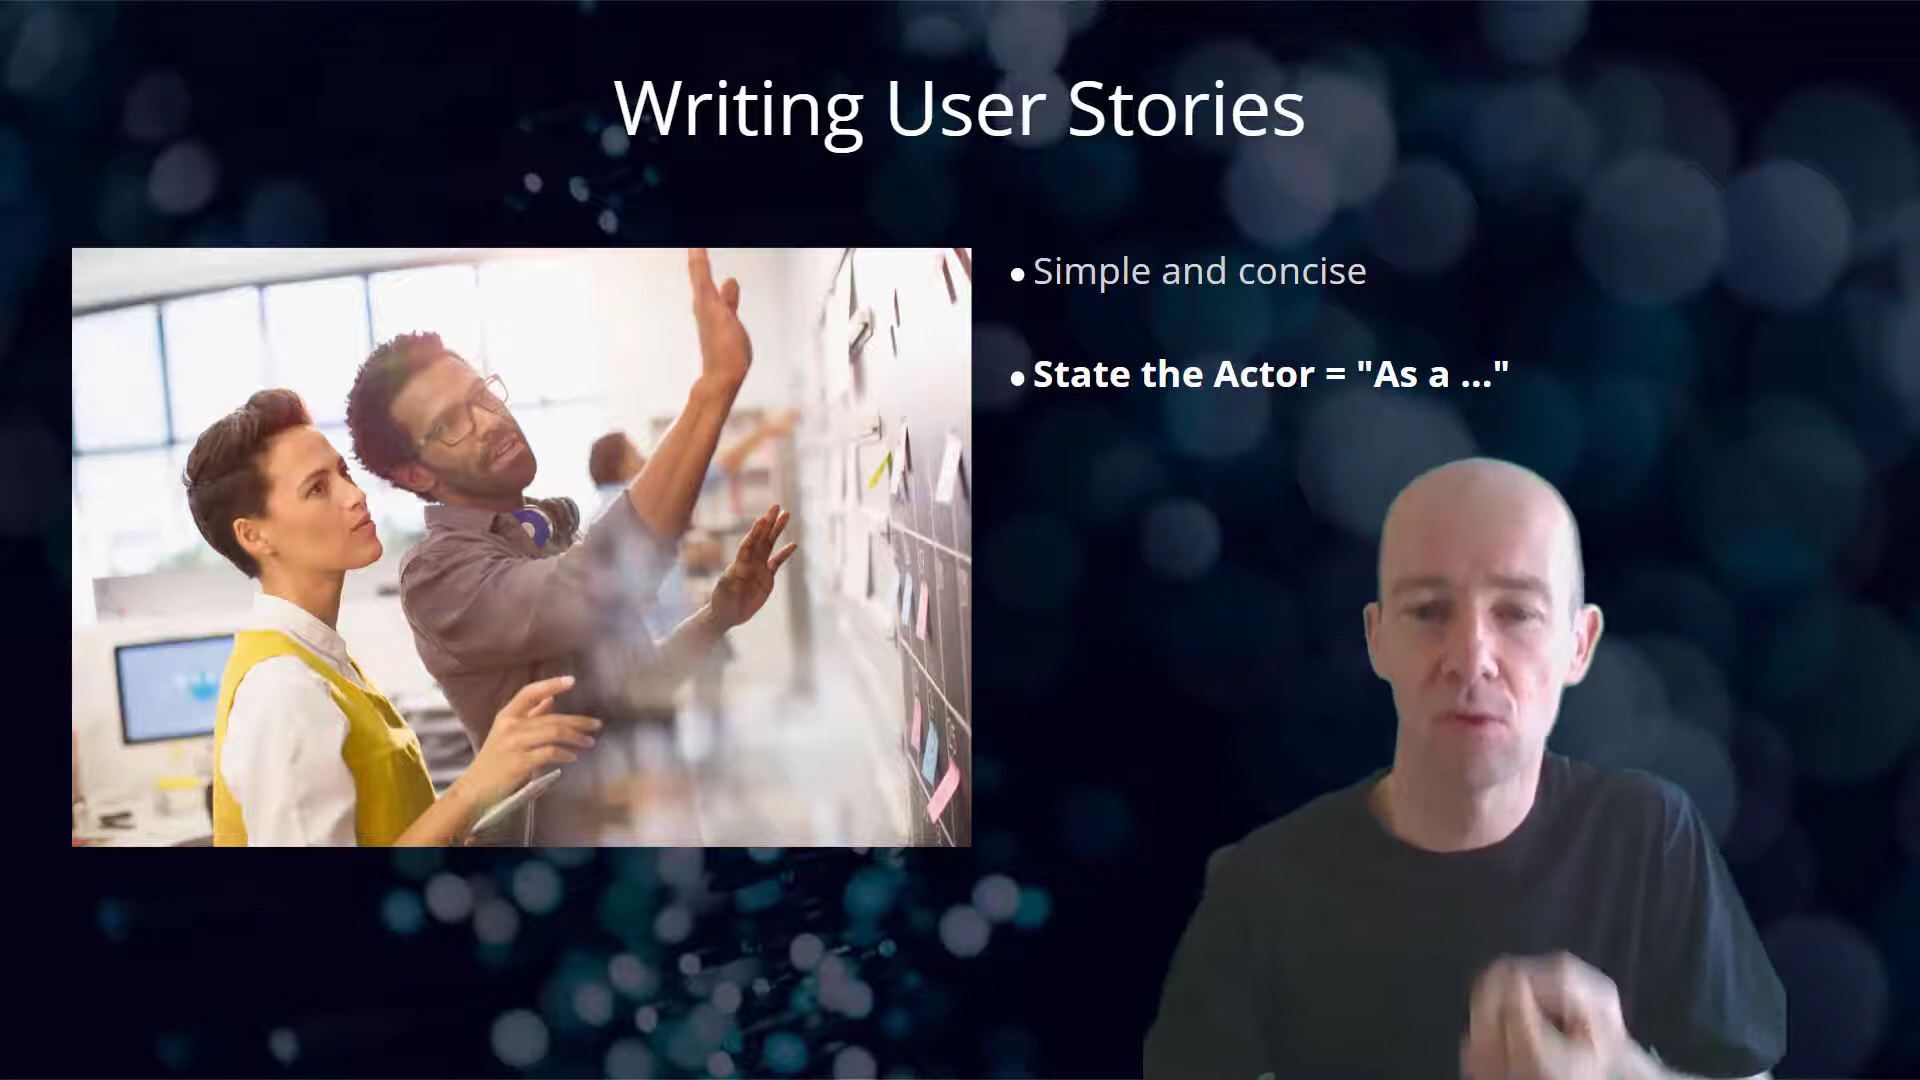 Writing User Stories
• Simple and concise
• State the Actor = "As a ..."